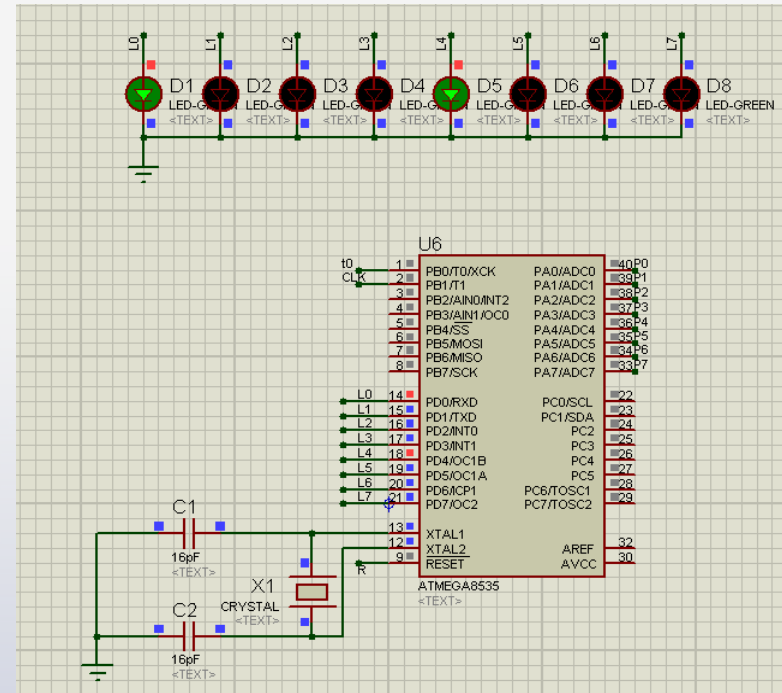 L0 L1 L2 L3 L4 L5 L6 L7
D1 D2 D3 D4 D5 D6 D7 D8
LED-GREEN
<TEXT> <TEXT> <TEXT> <TEXT> <TEXT> <TEXT> <TEXT> <TEXT>
U6
t0 1 PB0/T0/XCK PA0/ADC0 40 P0
CLK 2 PB1/T1 PA1/ADC1 39 P1
3 PB2/AIN0/INT2 PA2/ADC2 38 P2
4 PB3/AIN1/OC0 PA3/ADC3 37 P3
5 PB4/SS PA4/ADC4 36 P4
6 PB5/MOSI PA5/ADC5 35 P5
7 PB6/MISO PA6/ADC6 34 P6
8 PB7/SCK PA7/ADC7 33 P7
L0 14 PD0/RXD PC0/SCL 22
L1 15 PD1/TXD PC1/SDA 23
L2 16 PD2/INT0 PC2 24
L3 17 PD3/INT1 PC3 25
L4 18 PD4/OC1B PC4 26
L5 19 PD5/OC1A PC5 27
L6 20 PD6/ICP1 PC6/TOSC1 28
L7 21 PD7/OC2 PC7/TOSC2 29
13 XTAL1
12 XTAL2 AREF 32
R 9 RESET AVCC 30
ATMEGA8535
<TEXT>
C1
16pF
<TEXT>
X1
CRYSTAL
<TEXT>
C2
16pF
<TEXT>